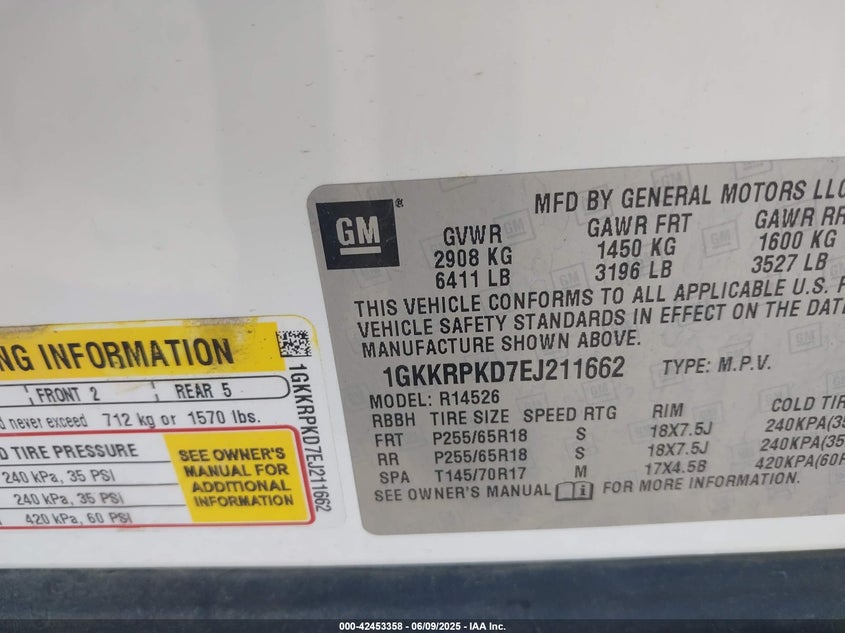 GM
MFD BY GENERAL MOTORS LLC
GVWR GAWR FRT GAWR RR
2908 KG 1450 KG 1600 KG
6411 LB 3196 LB 3527 LB
THIS VEHICLE CONFORMS TO ALL APPLICABLE U.S.
VEHICLE SAFETY STANDARDS IN EFFECT ON THE DATE
MANUFACTURE SHOWN ABOVE.
1GKKRPKD7EJ211662 TYPE: M.P.V.
MODEL: R14526
RBBH TIRE SIZE SPEED RTG RIM COLD TIR
FRT P255/65R18 S 18X7.5J 240KPA(35
RR P255/65R18 S 18X7.5J 240KPA(35
SPA T145/70R17 M 17X4.5B 420KPA(60
SEE OWNER'S MANUAL i FOR MORE INFORMATION.
NG INFORMATION
FRONT 2 REAR 5
never exceed 712 kg or 1570 lbs.
TIRE PRESSURE
240 kPa, 35 PSI
240 kPa, 35 PSI
420 kPa, 60 PSI
SEE OWNER'S
MANUAL FOR
ADDITIONAL
INFORMATION
1GKKRPKD7EJ211662
000-42453358 - 06/09/2025 - IAA Inc.